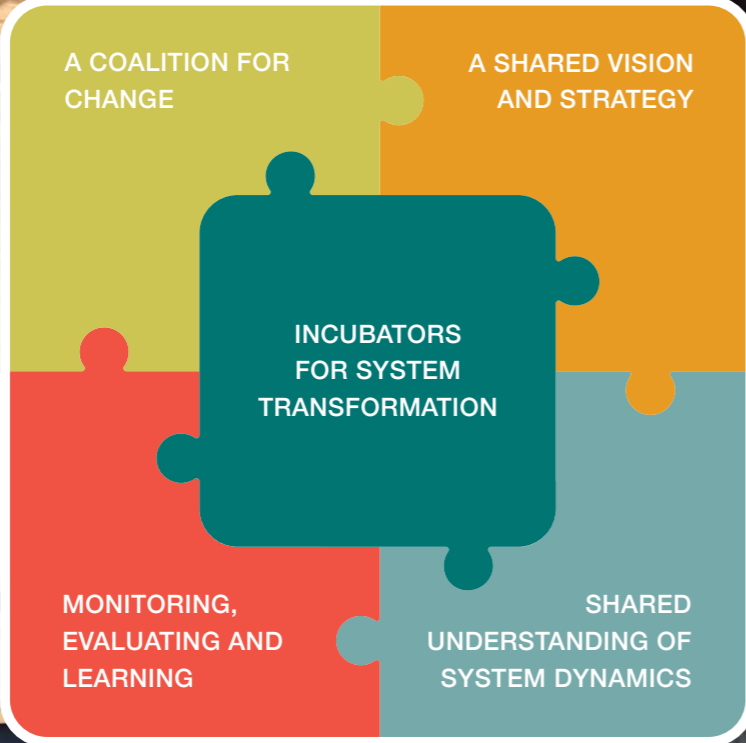 A COALITION FOR
CHANGE
A SHARED VISION
AND STRATEGY
INCUBATORS
FOR SYSTEM
TRANSFORMATION
MONITORING,
EVALUATING AND
LEARNING
SHARED
UNDERSTANDING OF
SYSTEM DYNAMICS